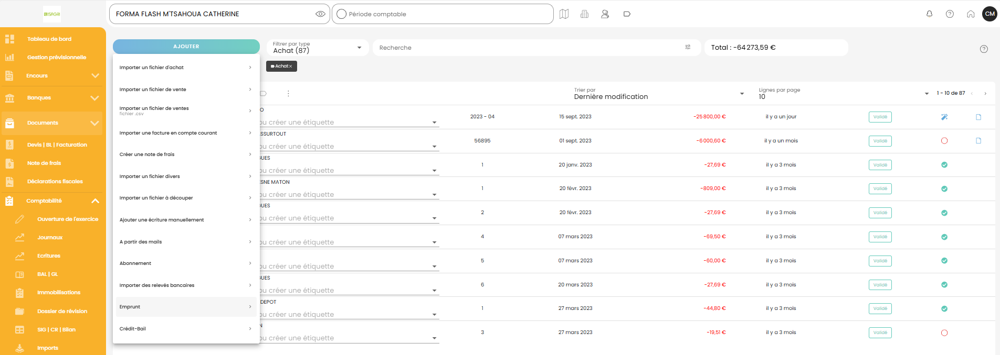 ISAGRI
FORMA FLASH M'TSAHOUA CATHERINE
Période comptable
CM
Tableau de bord
Gestion prévisionnelle
Encours
Banques
Documents
Devis | BL | Facturation
Note de frais
Déclarations fiscales
Comptabilité
Ouverture de l'exercice
Journaux
Ecritures
BAL | GL
Immobilisations
Dossier de révision
SIG | CR | Bilan
Imports
AJOUTER
Importer un fichier d'achat
Importer un fichier de vente
Importer un fichier de ventes
fichier .csv
Importer une facture en compte courant
Créer une note de frais
Importer un fichier divers
Importer un fichier à découper
Ajouter une écriture manuellement
A partir des mails
Abonnement
Importer des relevés bancaires
Emprunt
Crédit-Bail
Filtrer par type
Achat (87)
Recherche
Total : -64 273,59 €
Achat
Trier par
Dernière modification
Lignes par page
10
1 - 10 de 87
O
ou créer une étiquette
2023 - 04
15 sept. 2023
-25 800,00 €
il y a un jour
Validé
ASSURTOUT
ou créer une étiquette
56895
01 sept. 2023
-6 000,60 €
il y a un mois
Validé
GUES
ou créer une étiquette
1
20 janv. 2023
-27,69 €
il y a 3 mois
Validé
ESNE MATON
ou créer une étiquette
1
20 févr. 2023
-809,00 €
il y a 3 mois
Validé
GUES
ou créer une étiquette
2
20 févr. 2023
-27,69 €
il y a 3 mois
Validé
ou créer une étiquette
4
07 mars 2023
-69,50 €
il y a 3 mois
Validé
ou créer une étiquette
5
07 mars 2023
-60,00 €
il y a 3 mois
Validé
GUES
ou créer une étiquette
6
20 mars 2023
-27,69 €
il y a 3 mois
Validé
DEPOT
ou créer une étiquette
1
27 mars 2023
-44,80 €
il y a 3 mois
Validé
N
ou créer une étiquette
3
27 mars 2023
-19,51 €
il y a 3 mois
Validé